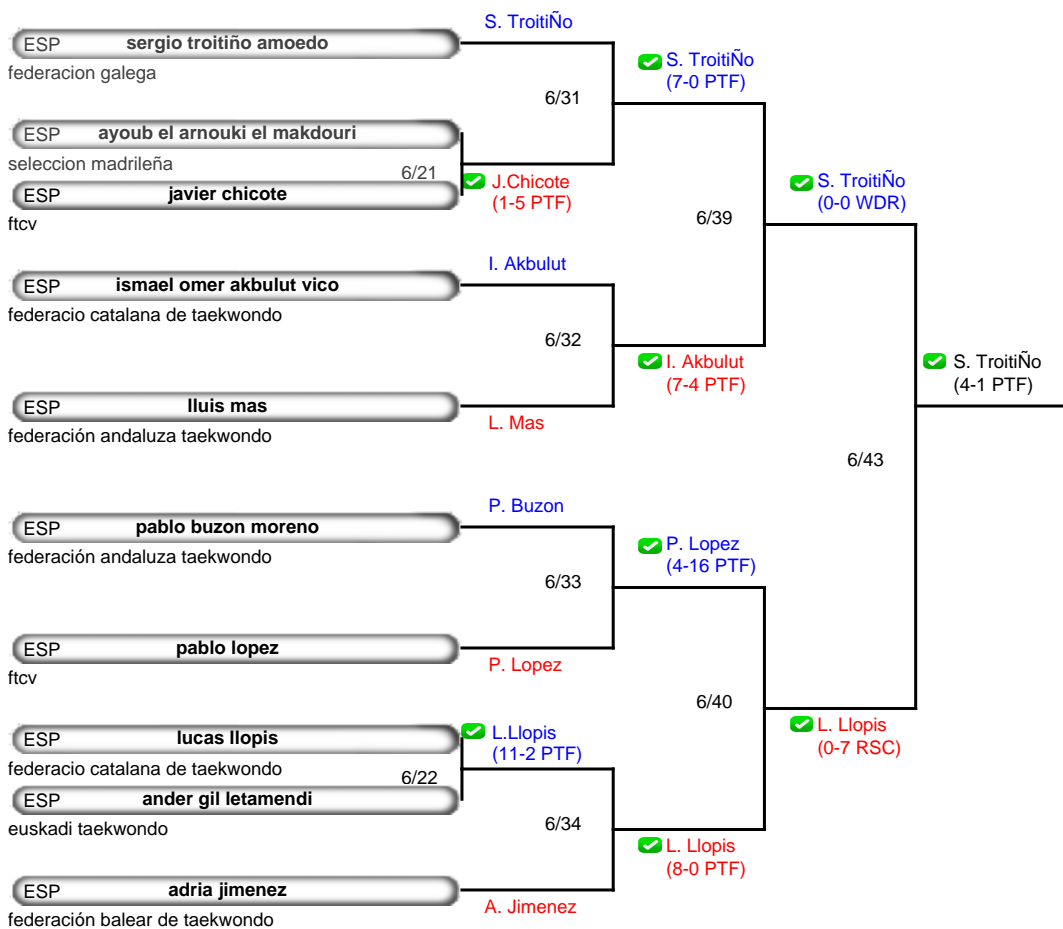 S. TroitiÑo
ESP sergio troitiño amoedo
federacion galega
S. TroitiÑo
(7-0 PTF)
6/31
ESP ayoub el arnouki el makdouri
seleccion madrileña
6/21
J.Chicote
(1-5 PTF)
ESP javier chicote
ftcv
S. TroitiÑo
(0-0 WDR)
6/39
I. Akbulut
ESP ismael omer akbulut vico
federacio catalana de taekwondo
6/32
I. Akbulut
(7-4 PTF)
S. TroitiÑo
(4-1 PTF)
ESP lluis mas
federación andaluza taekwondo
L. Mas
6/43
P. Buzon
ESP pablo buzon moreno
federación andaluza taekwondo
P. Lopez
(4-16 PTF)
6/33
ESP pablo lopez
ftcv
P. Lopez
6/40
L. Llopis
(0-7 RSC)
L.Llopis
(11-2 PTF)
ESP lucas llopis
federacio catalana de taekwondo
6/22
ESP ander gil letamendi
euskadi taekwondo
6/34
L. Llopis
(8-0 PTF)
ESP adria jimenez
federación balear de taekwondo
A. Jimenez